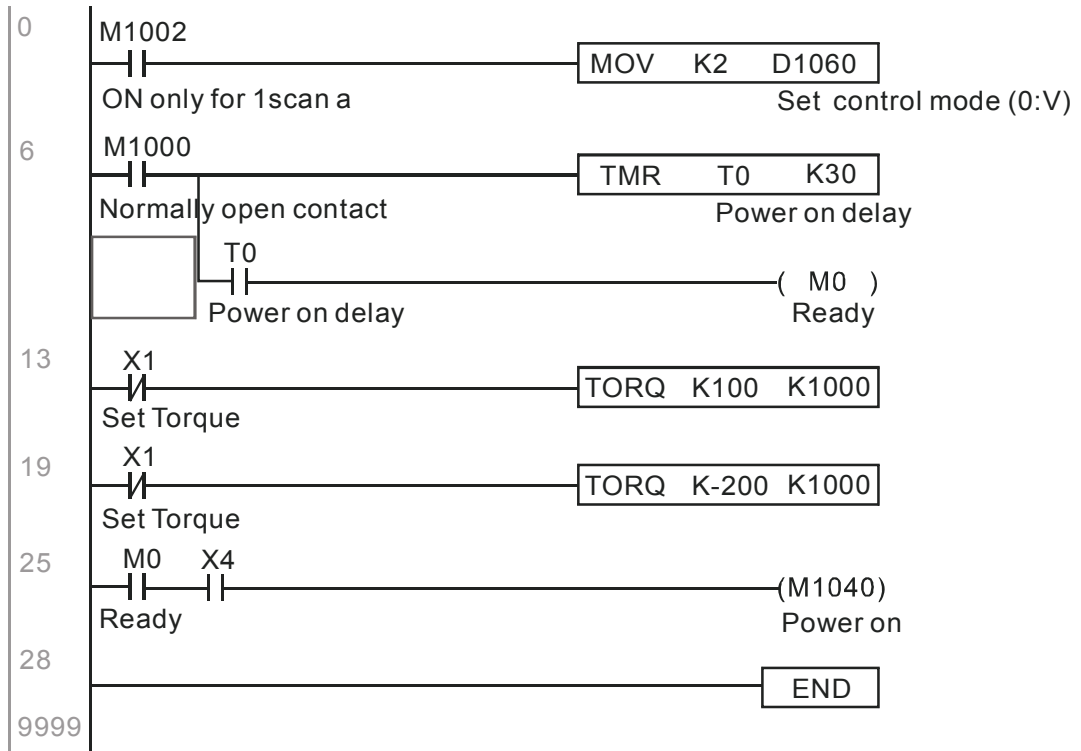 0
M1002
MOV K2 D1060
ON only for 1scan a
Set control mode (0:V)
6
M1000
TMR T0 K30
Normally open contact
Power on delay
T0
( M0 )
Power on delay
Ready
13
X1
TORQ K100 K1000
Set Torque
19
X1
TORQ K-200 K1000
Set Torque
25
M0 X4
(M1040)
Ready
Power on
28
END
9999